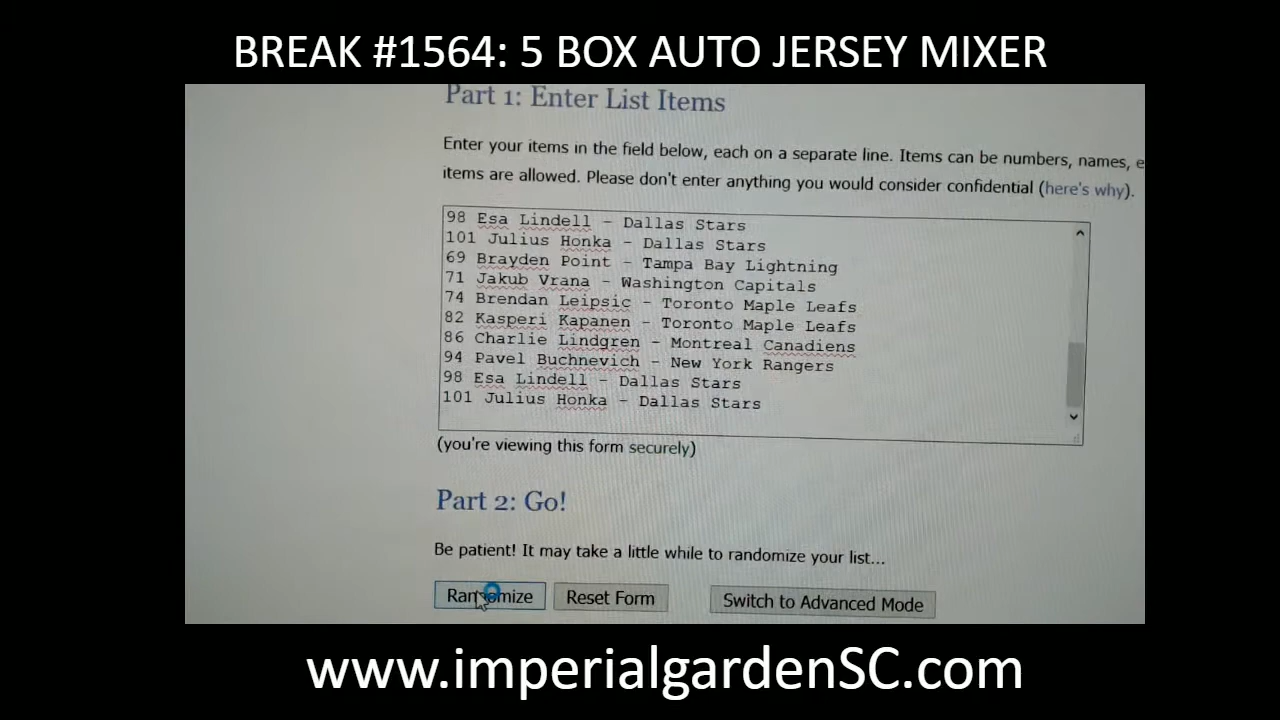 BREAK #1564: 5 BOX AUTO JERSEY MIXER
Part 1: Enter List Items
Enter your items in the field below, each on a separate line. Items can be numbers, names, e
items are allowed. Please don't enter anything you would consider confidential (here's why).
98 Esa Lindell - Dallas Stars
101 Julius Honka - Dallas Stars
69 Brayden Point - Tampa Bay Lightning
71 Jakub Vrana - Washington Capitals
74 Brendan Leipsic - Toronto Maple Leafs
82 Kasperi Kapanen - Toronto Maple Leafs
86 Charlie Lindgren - Montreal Canadiens
94 Pavel Buchnevich - New York Rangers
98 Esa Lindell - Dallas Stars
101 Julius Honka - Dallas Stars
(you're viewing this form securely)
Part 2: Go!
Be patient! It may take a little while to randomize your list...
Randomize Reset Form Switch to Advanced Mode
www.imperialgardenSC.com